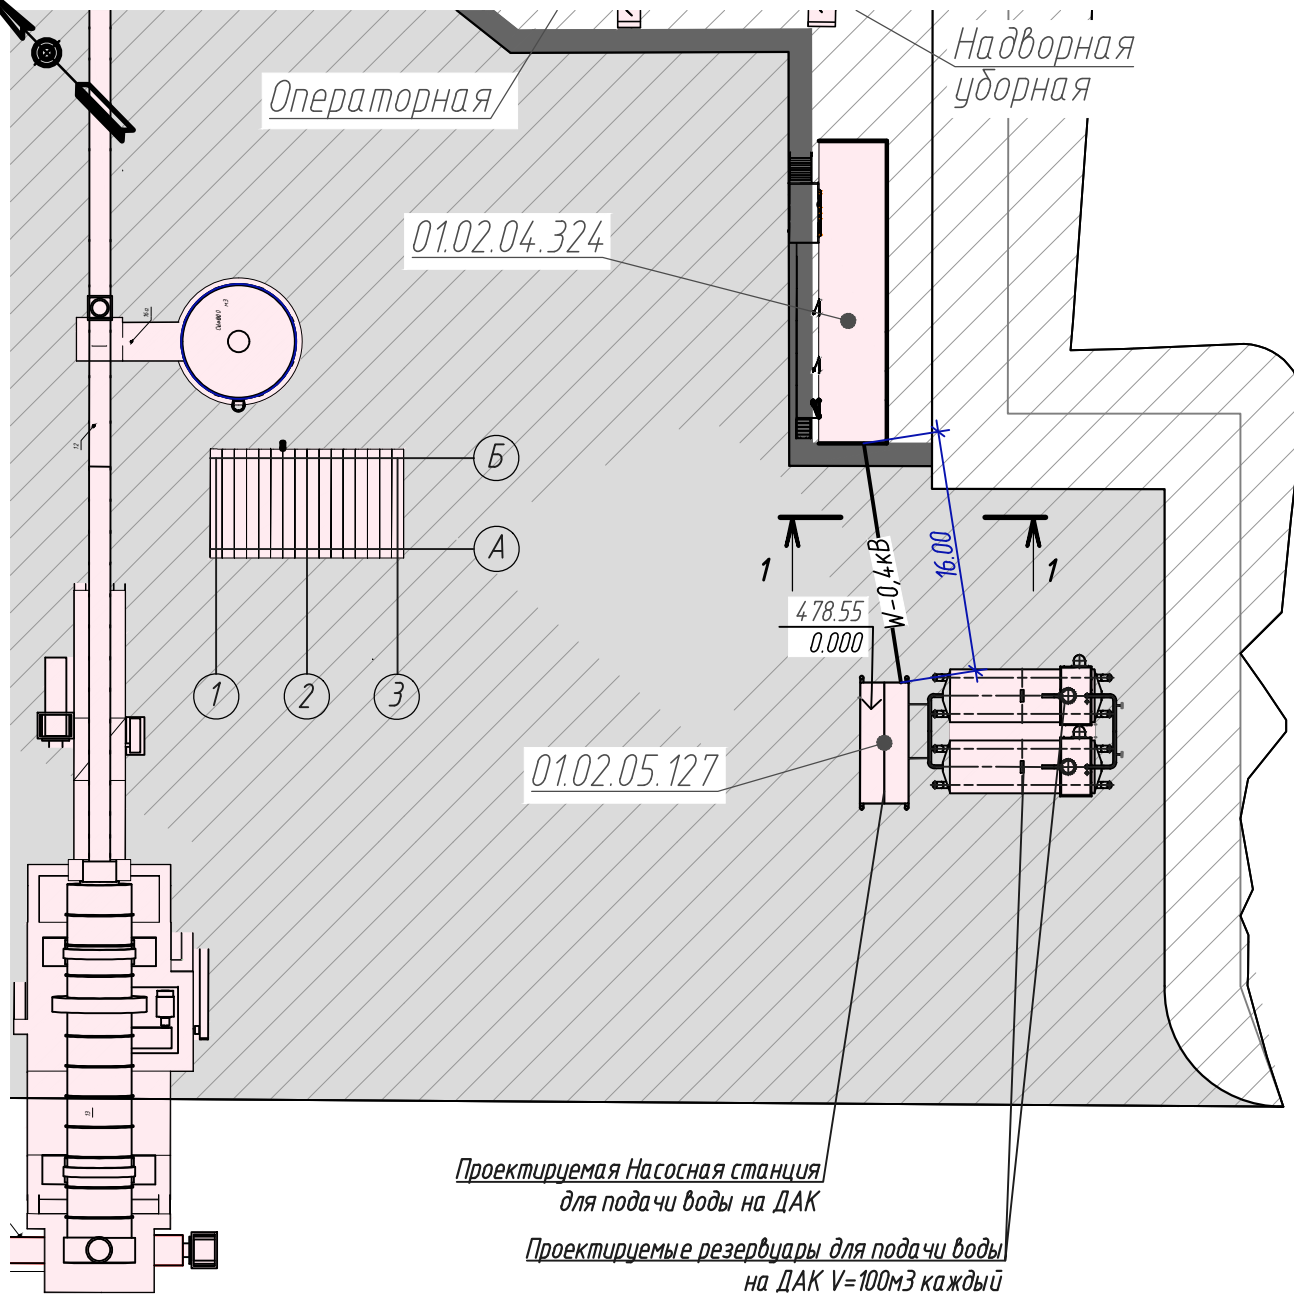 Надворная
уборная
Операторная
01.02.04.324
Б
А
16.00
W-0,4кВ
1
1
478.55
0.000
1
2
3
01.02.05.127
12
13
Проектируемая Насосная станция
для подачи воды на ДАК
Проектируемые резервуары для подачи воды
на ДАК V=100м3 каждый